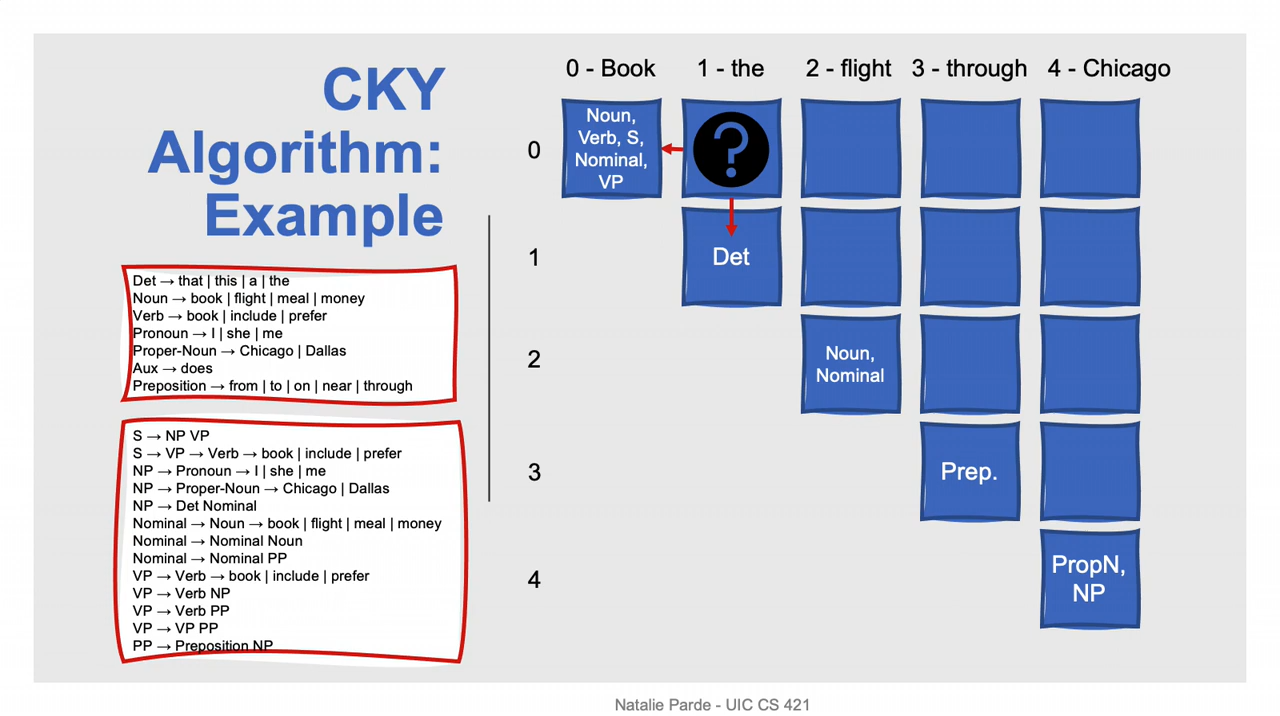 CKY
Algorithm:
Example
Det → that | this | a | the
Noun → book | flight | meal | money
Verb → book | include | prefer
Pronoun → I | she | me
Proper-Noun → Chicago | Dallas
Aux → does
Preposition → from | to | on | near | through
S → NP VP
S → VP → Verb → book | include | prefer
NP → Pronoun → I | she | me
NP → Proper-Noun → Chicago | Dallas
NP → Det Nominal
Nominal → Noun → book | flight | meal | money
Nominal → Nominal Noun
Nominal → Nominal PP
VP → Verb → book | include | prefer
VP → Verb NP
VP → Verb PP
VP → VP PP
PP → Preposition NP
0 - Book 1 - the 2 - flight 3 - through 4 - Chicago
0
Noun,
Verb, S,
Nominal,
VP
?
1
Det
2
Noun,
Nominal
3
Prep.
4
PropN,
NP
Natalie Parde - UIC CS 421